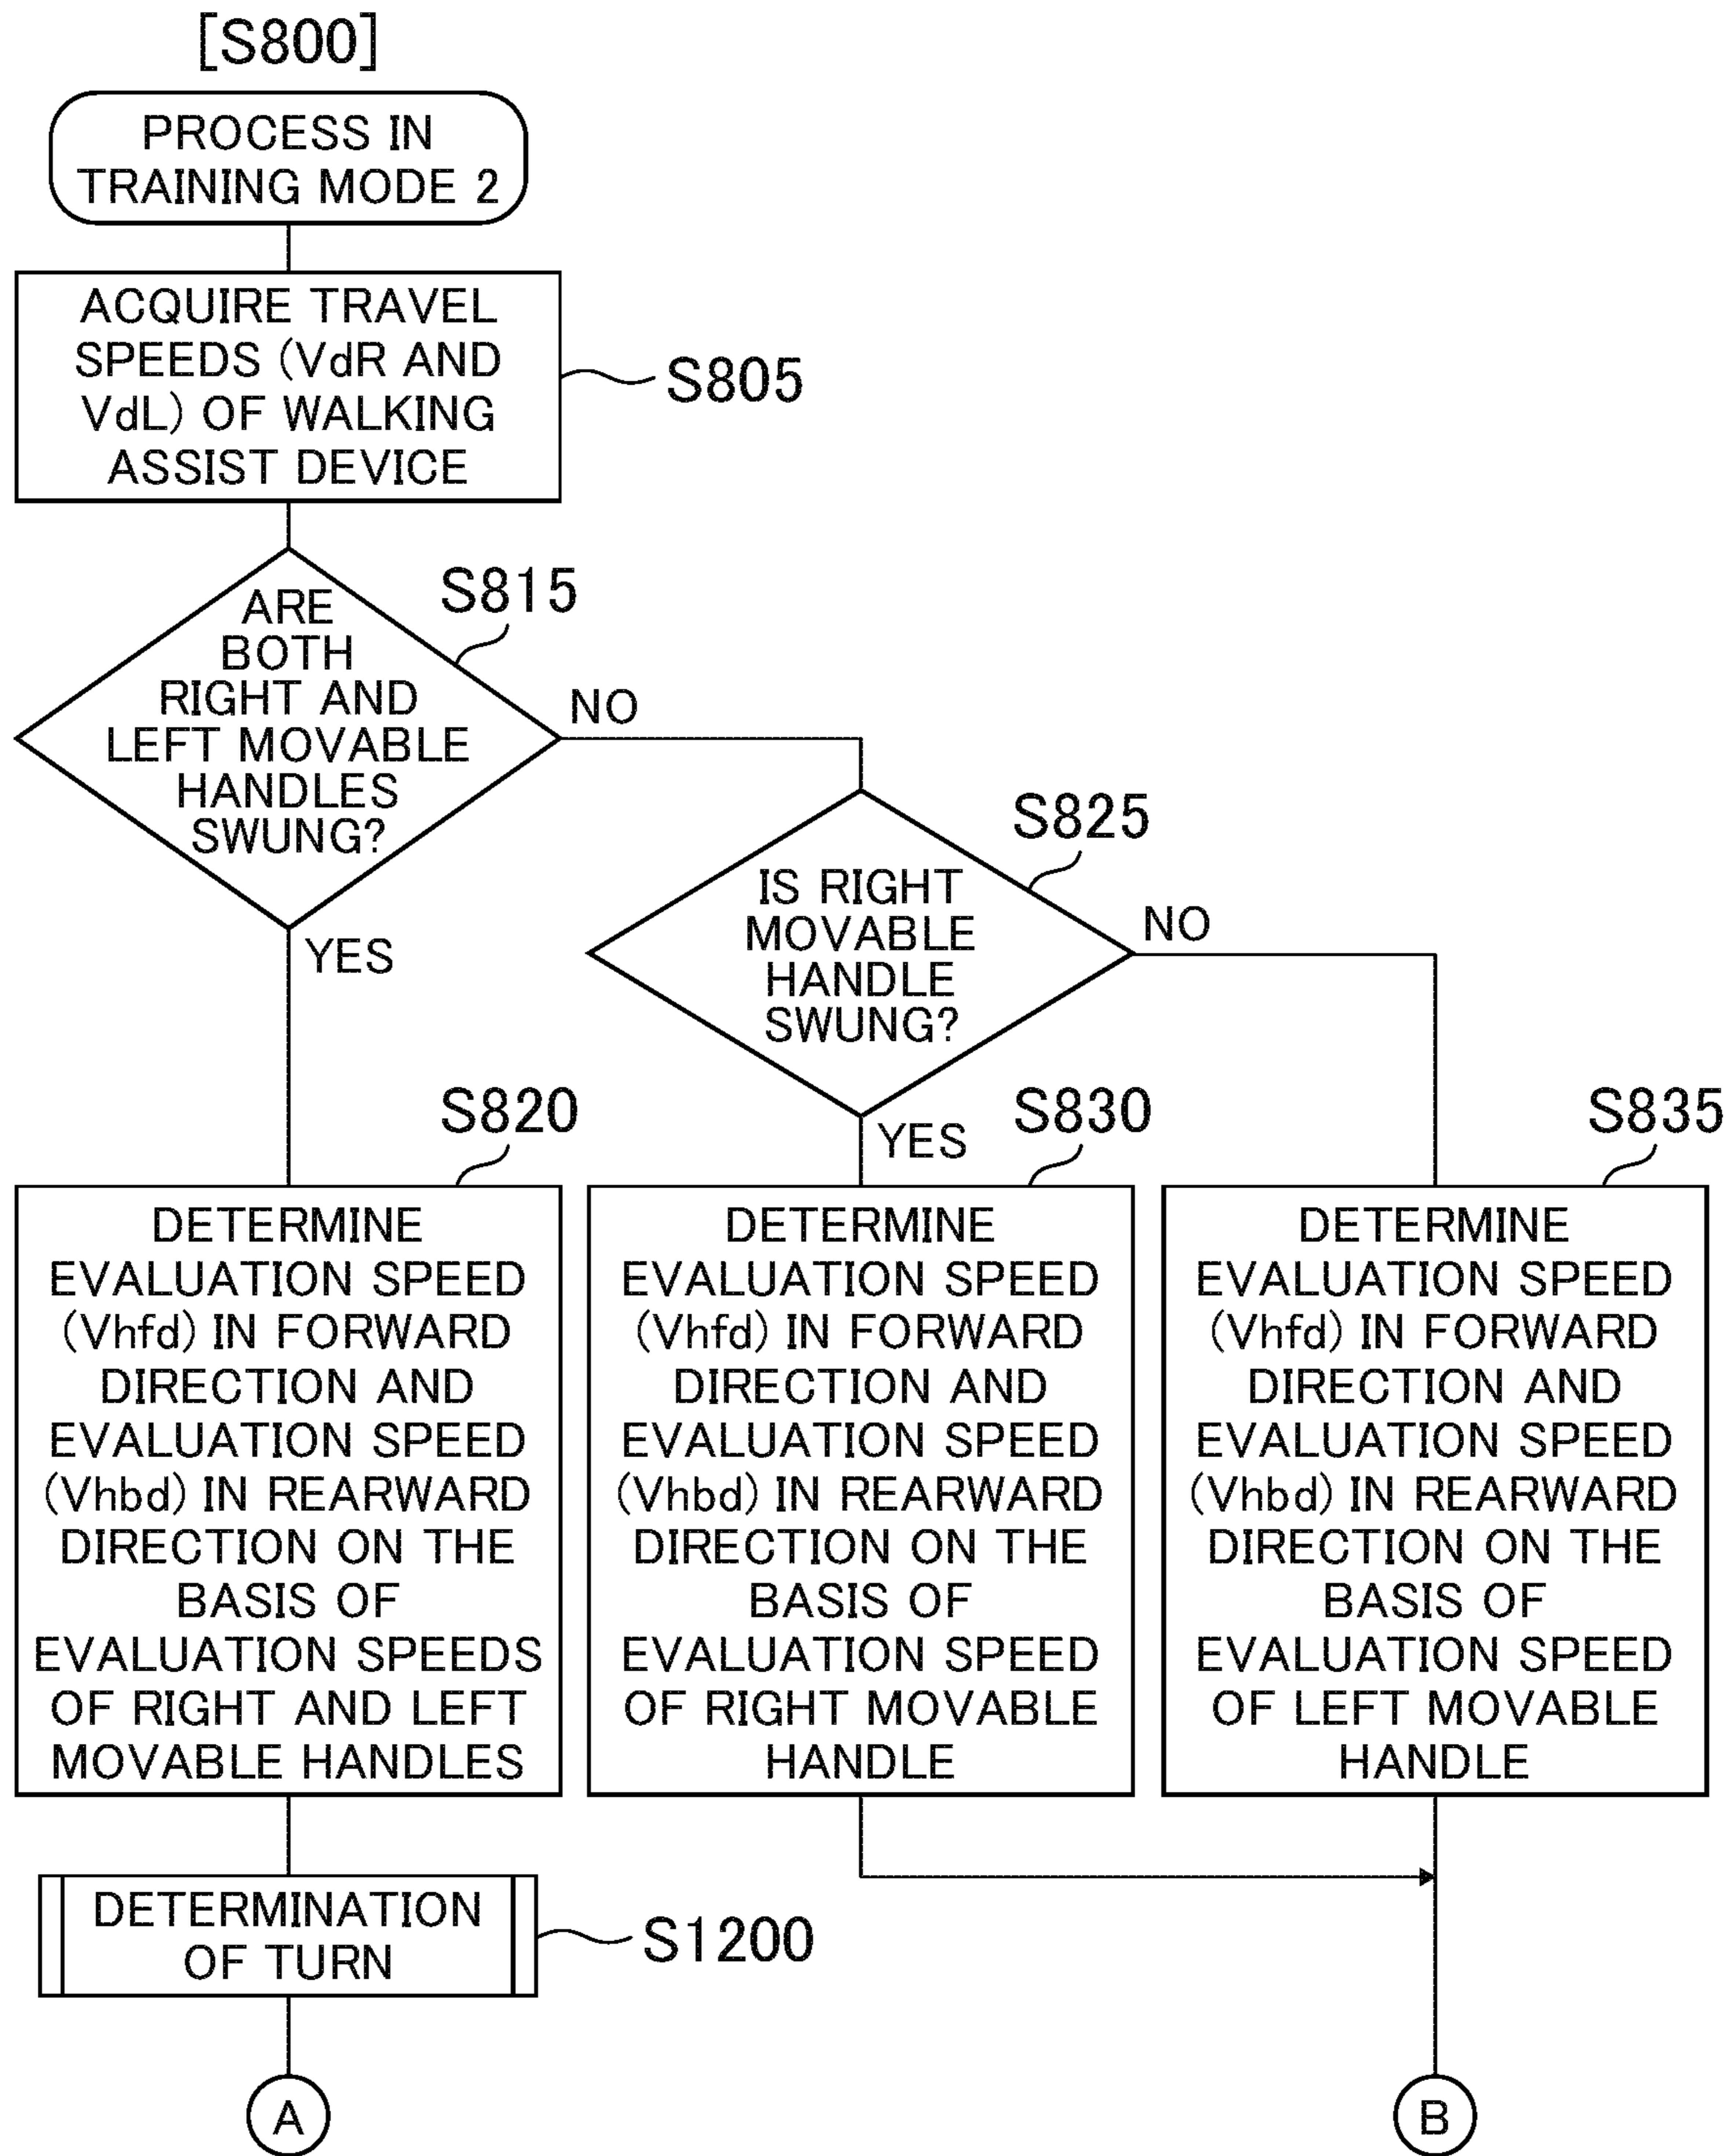 [S800]
PROCESS IN
TRAINING MODE 2
ACQUIRE TRAVEL
SPEEDS (VdR AND
VdL) OF WALKING
ASSIST DEVICE
S805
ARE
BOTH
RIGHT AND
LEFT MOVABLE
HANDLES
SWUNG?
S815
NO
YES
IS RIGHT
MOVABLE
HANDLE
SWUNG?
S825
NO
YES
S820
DETERMINE
EVALUATION SPEED
(Vhfd) IN FORWARD
DIRECTION AND
EVALUATION SPEED
(Vhbd) IN REARWARD
DIRECTION ON THE
BASIS OF
EVALUATION SPEEDS
OF RIGHT AND LEFT
MOVABLE HANDLES
S830
DETERMINE
EVALUATION SPEED
(Vhfd) IN FORWARD
DIRECTION AND
EVALUATION SPEED
(Vhbd) IN REARWARD
DIRECTION ON THE
BASIS OF
EVALUATION SPEED
OF RIGHT MOVABLE
HANDLE
S835
DETERMINE
EVALUATION SPEED
(Vhfd) IN FORWARD
DIRECTION AND
EVALUATION SPEED
(Vhbd) IN REARWARD
DIRECTION ON THE
BASIS OF
EVALUATION SPEED
OF LEFT MOVABLE
HANDLE
DETERMINATION
OF TURN
S1200
A
B